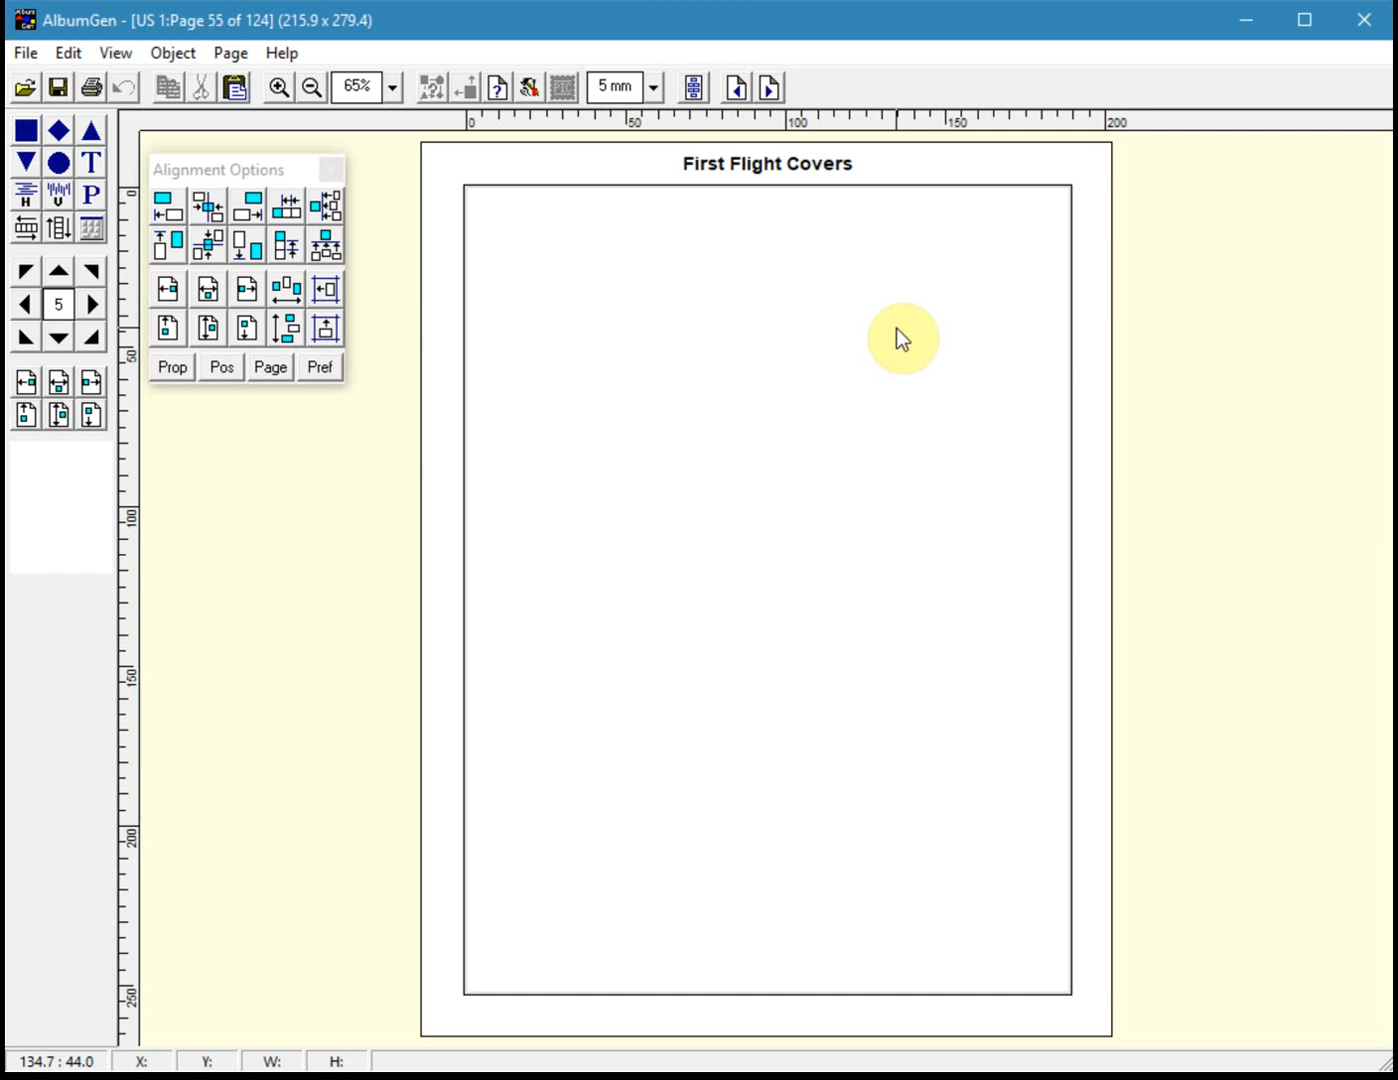 AlbumGen - [US 1:Page 55 of 124] (215.9 x 279.4)
File Edit View Object Page Help
65% 5 mm
0 50 100 150 200
First Flight Covers
Alignment Options
T
H U P
5
Prop Pos Page Pref
0
50
100
150
200
250
134.7 : 44.0 X: Y: W: H: